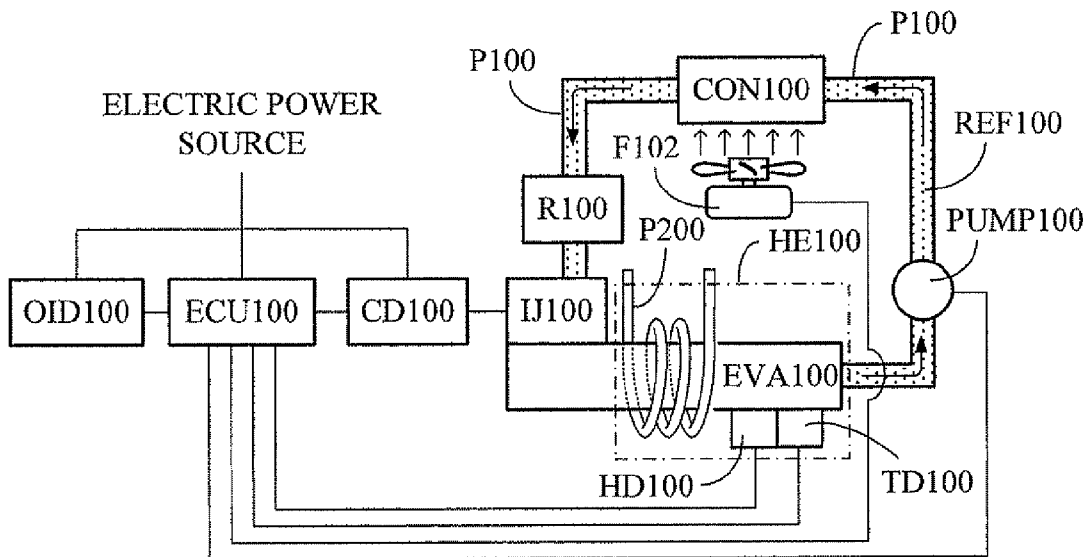 P100
P100
CON100
ELECTRIC POWER
SOURCE
REF100
F102
R100
P200
HE100
PUMP100
OID100
ECU100
CD100
IJ100
EVA100
HD100
TD100